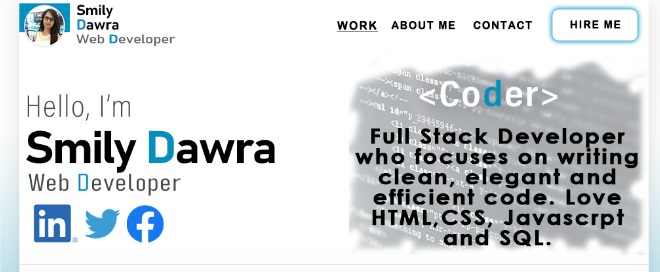 Smily
Dawra
Web Developer
WORK ABOUT ME CONTACT HIRE ME
Hello, I'm
Smily Dawra
Web Developer
in
<Coder>
Full Stack Developer
who focuses on writing
clean, elegant and
efficient code. Love
HTML,CSS, Javascrpt
and SQL.